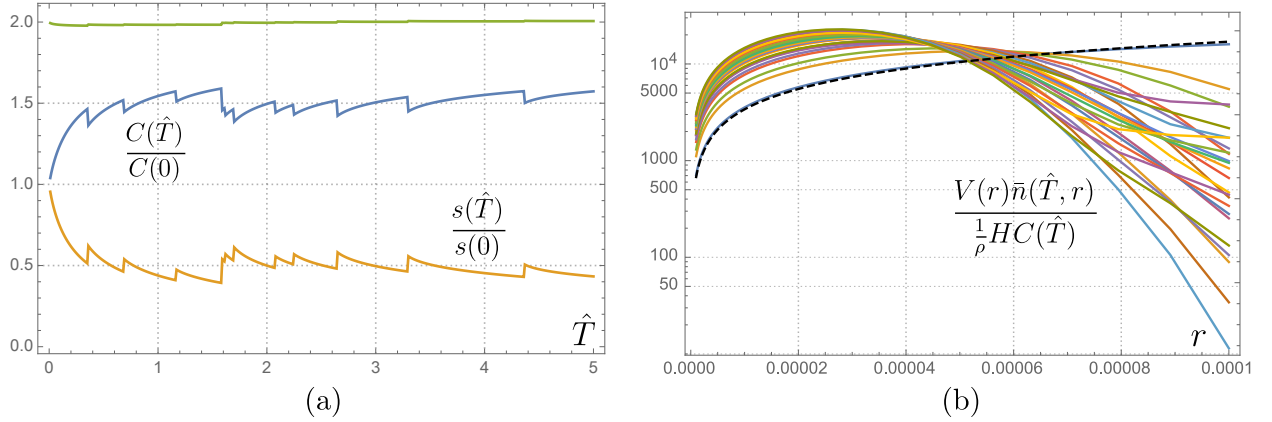 2.0
1.5
1.0
0.5
0.0
C(T̂)
C(0)
s(T̂)
s(0)
T̂
0 1 2 3 4 5
(a)
10⁴
5000
1000
500
100
50
V(r)n̄(T̂, r)
1/ρ HC(T̂)
r
0.0000 0.00002 0.00004 0.00006 0.00008 0.0001
(b)